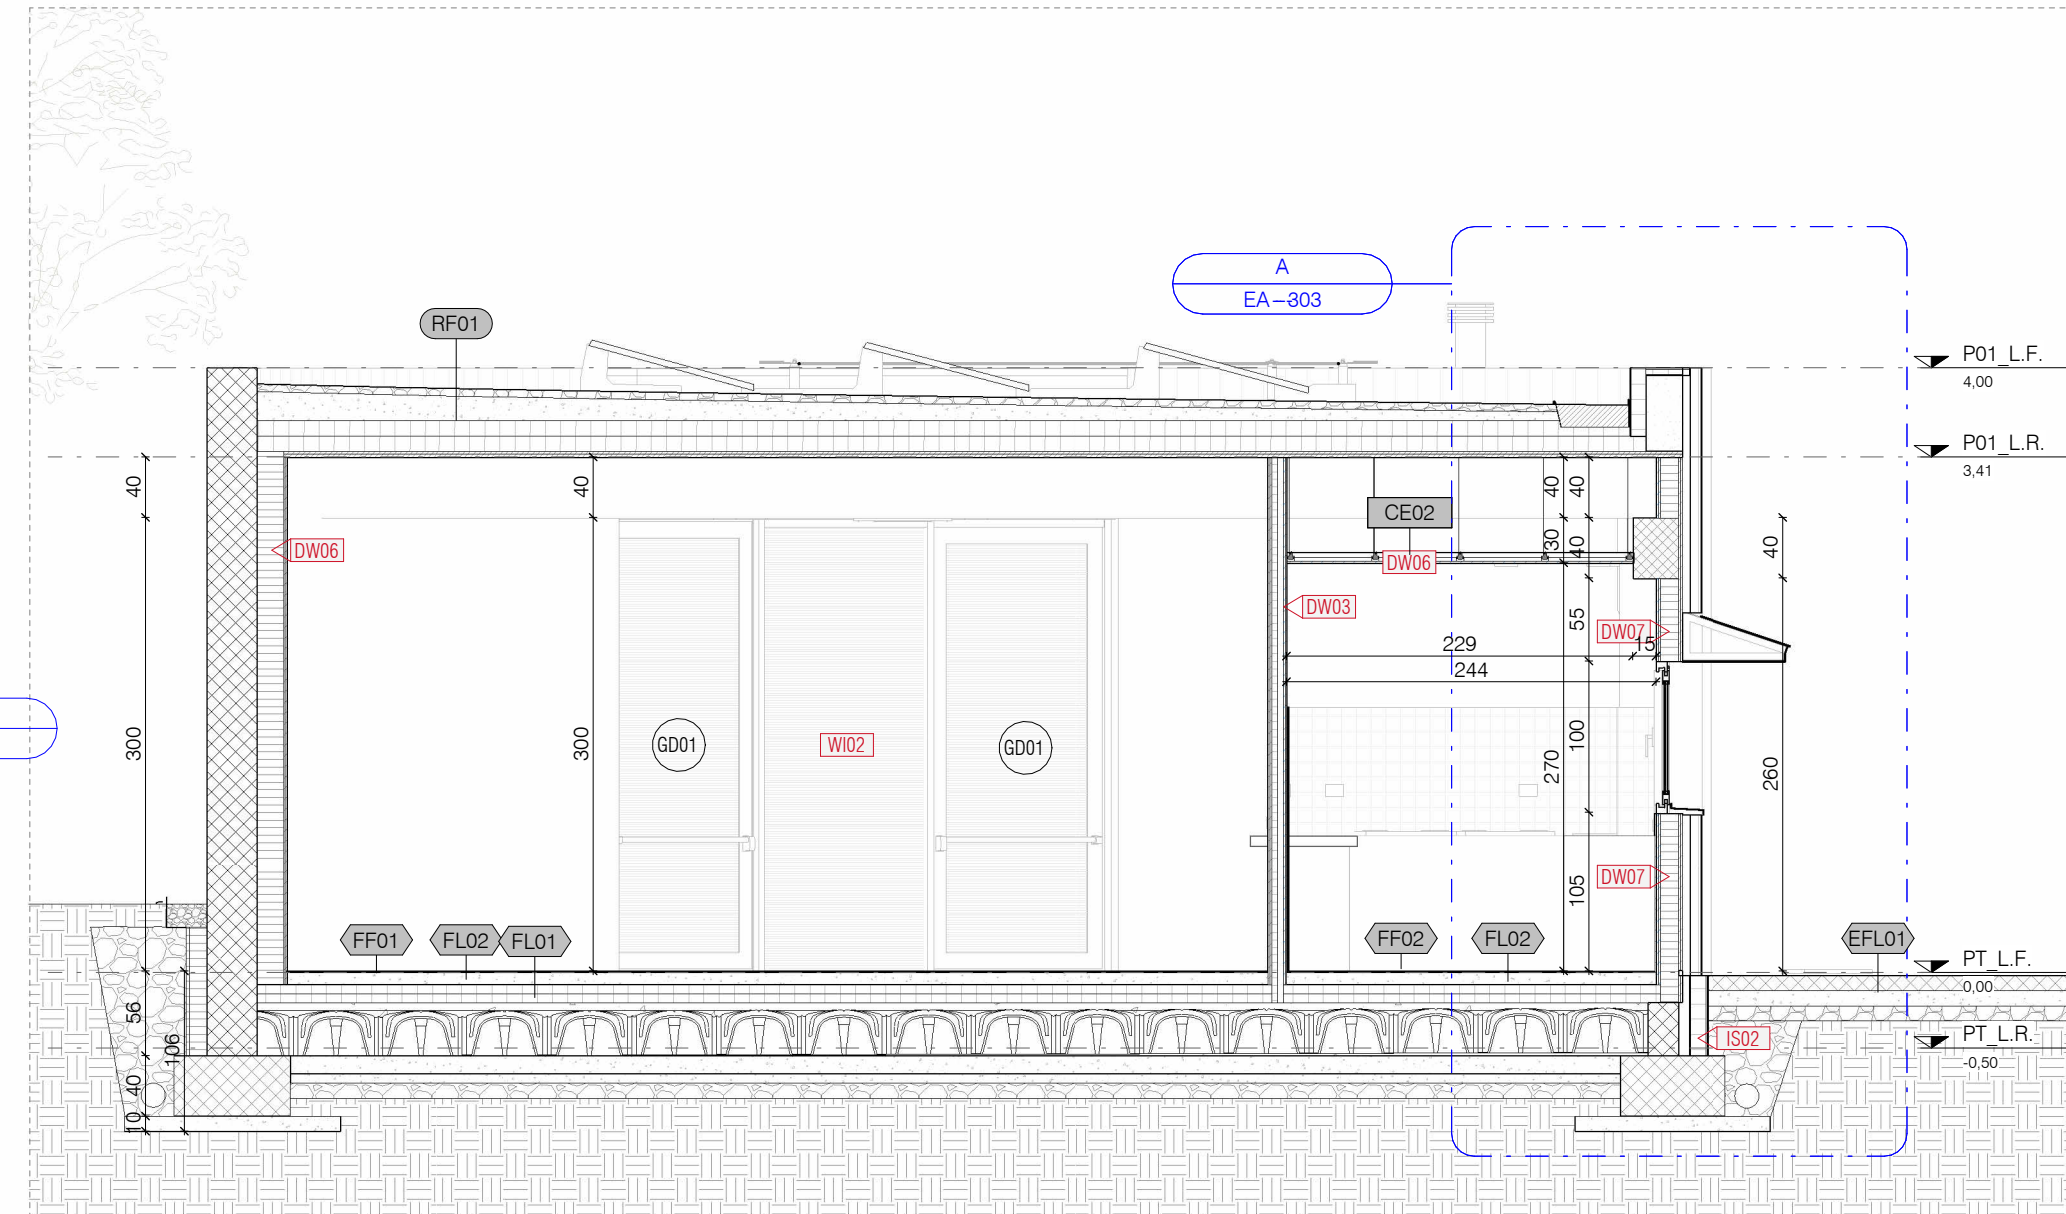 A
EA-303
RF01
P01_L.F.
4,00
P01_L.R.
3,41
40
40
40
40
CE02
DW06
30
40
40
DW06
DW03
55
DW07
15
229
244
300
300
GD01
WI02
GD01
100
270
260
105
DW07
FF01
FL02
FL01
FF02
FL02
EFL01
PT_L.F.
0,00
56
106
IS02
PT_L.R.
-0,50
40
10